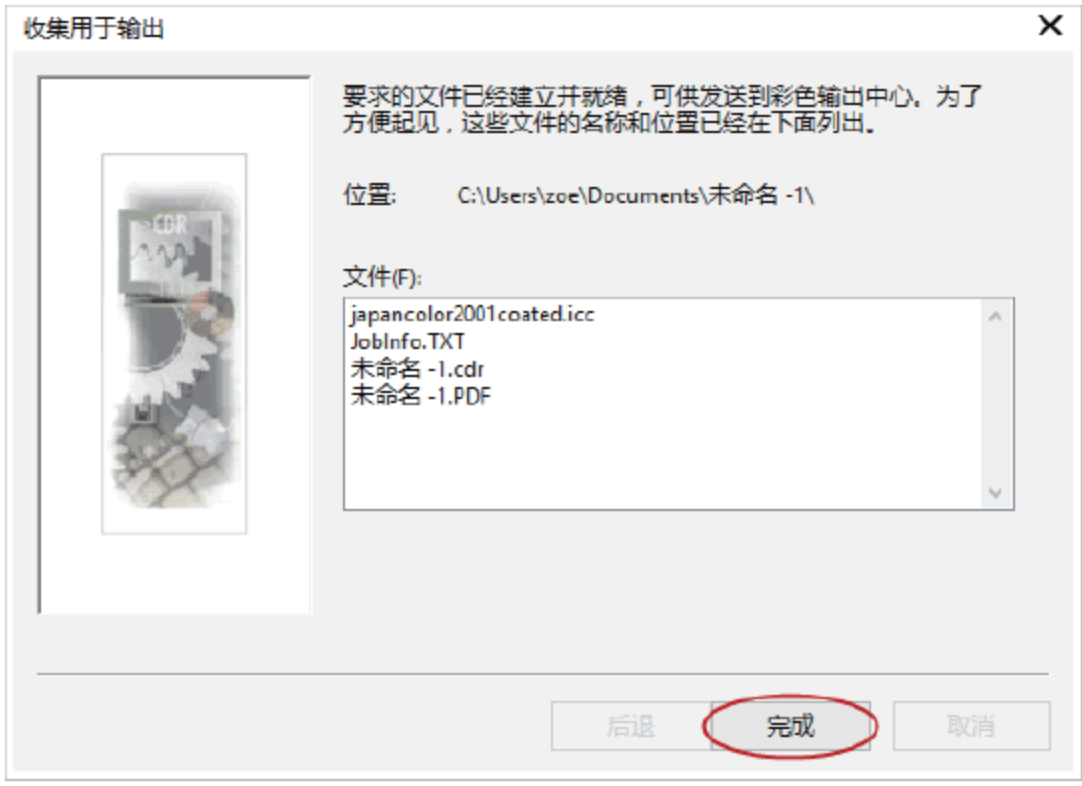 收集用于输出
要求的文件已经建立并就绪，可供发送到彩色输出中心。为了
方便起见，这些文件的名称和位置已经在下面列出。
位置: C:\Users\zoe\Documents\未命名 -1\
CDR
文件(F):
japancolor2001coated.icc
JobInfo.TXT
未命名 -1.cdr
未命名 -1.PDF
后退 完成 取消